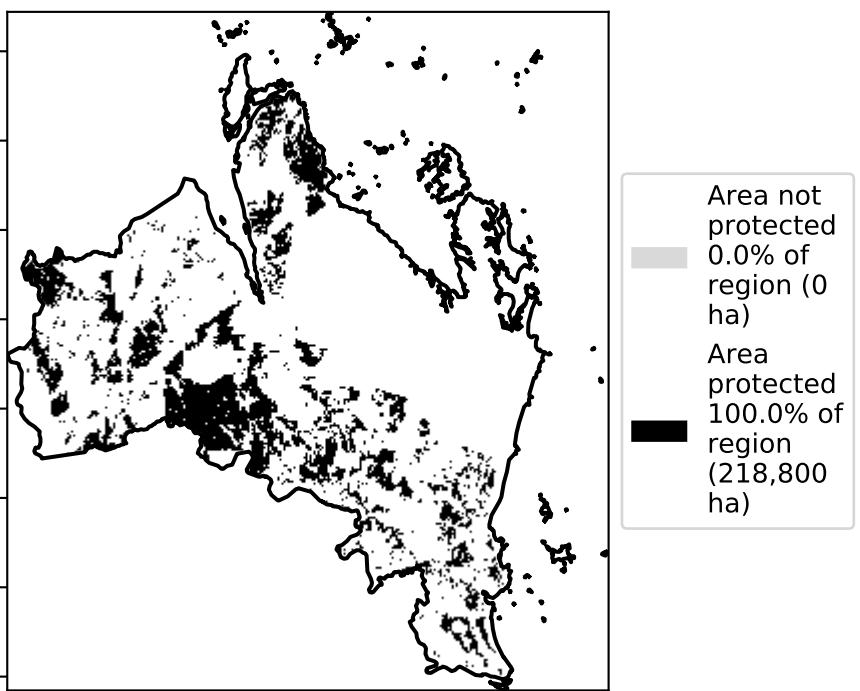 Area not
protected
0.0% of
region (0
ha)
Area
protected
100.0% of
region
(218,800
ha)